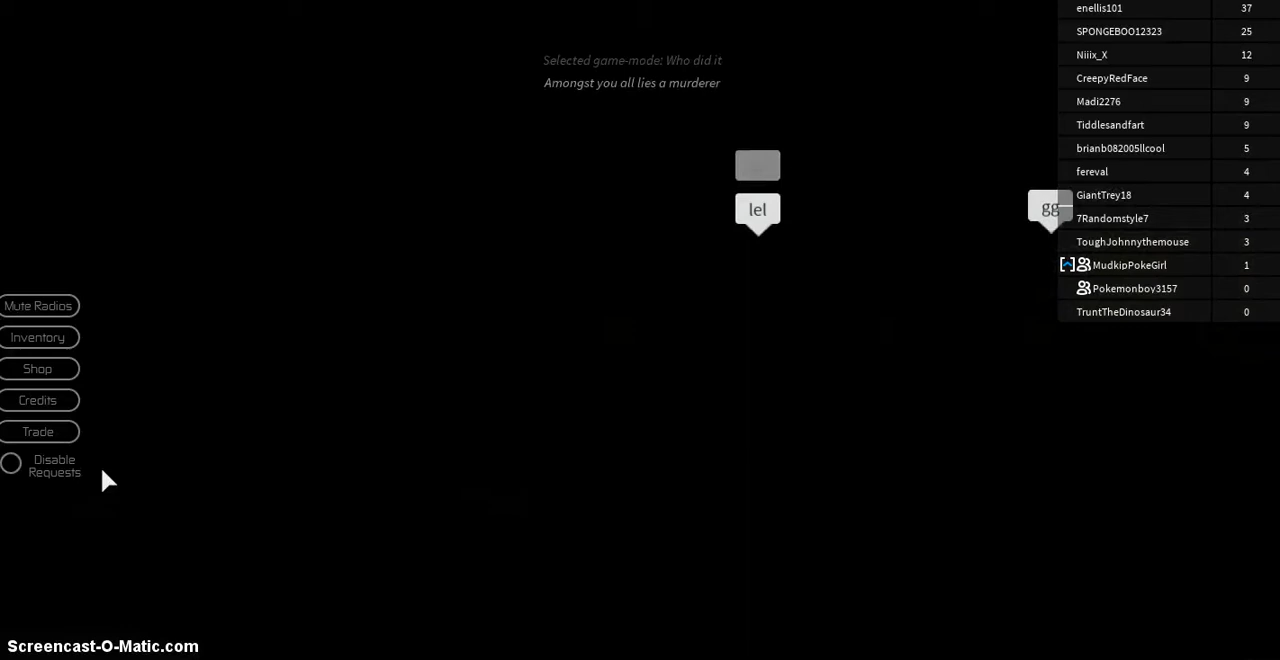 enellis101 37
SPONGEBOO12323 25
Niiix_X 12
CreepyRedFace 9
Madi2276 9
Tiddlesandfart 9
brianb082005llcool 5
fereval 4
GiantTrey18 4
7Randomstyle7 3
ToughJohnnythemouse 3
MudkipPokeGirl 1
Pokemonboy3157 0
TruntTheDinosaur34 0
Selected game-mode: Who did it
Amongst you all lies a murderer
lel
gg
Mute Radios
Inventory
Shop
Credits
Trade
Disable
Requests
Screencast-O-Matic.com